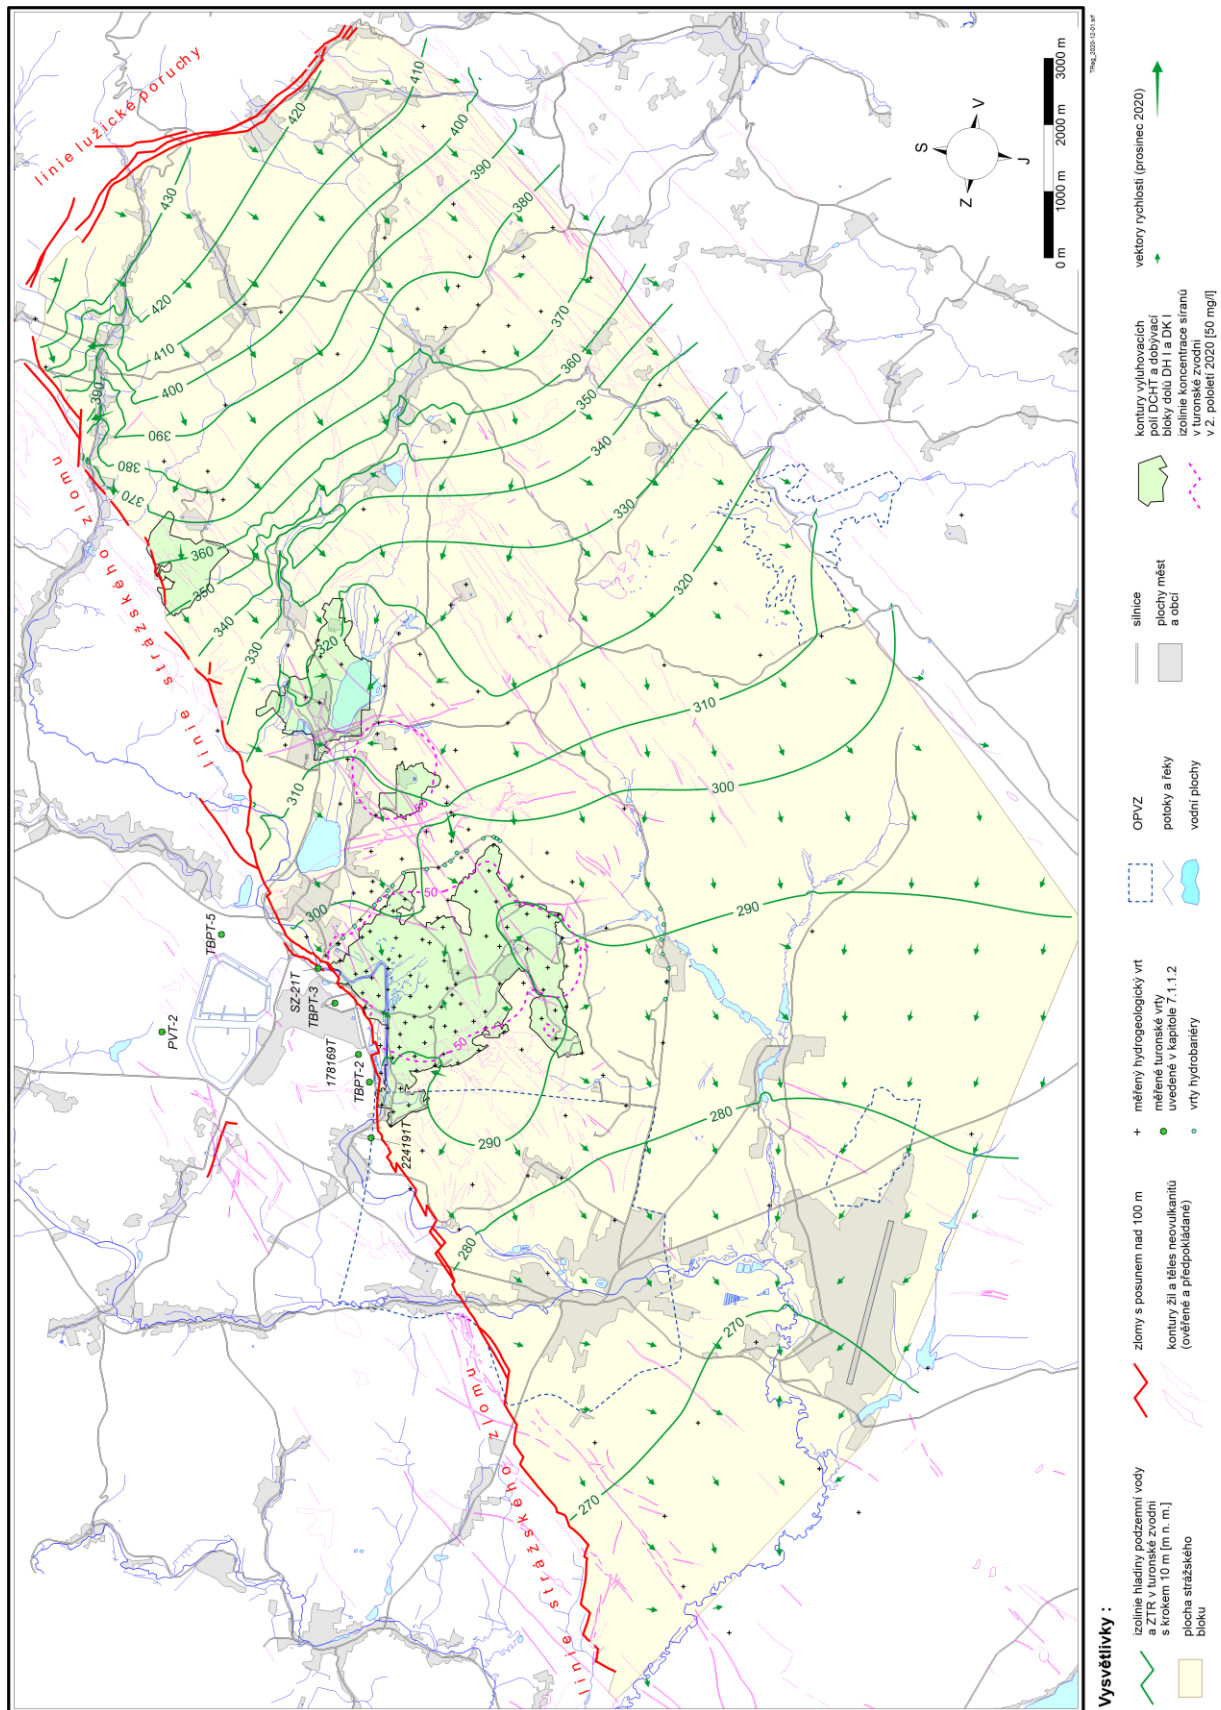 linie lužické poruchy
linie strážského zlomu
linie strážského zlomu
430
420
410
400
390
380
370
360
350
340
330
320
310
300
290
280
270
420
410
400
390
390
380
370
360
350
340
330
320
310
300
290
280
270
50
50
50
TBPT-5
PVT-2
SZ-21T
TBPT-3
178169T
TBPT-2
224191T
S
V
J
Z
0 m
1000 m
2000 m
3000 m
TReg_2020-12-01.srf
Vysvětlivky :
izolinie hladiny podzemní vody
a ZTR v turonské zvodni
s krokem 10 m [m n. m.]
plocha strážského
bloku
zlomy s posunem nad 100 m
kontury žil a těles neovulkanitů
(ověřené a předpokládané)
měřený hydrogeologický vrt
měřené turonské vrty
uvedené v kapitole 7.1.1.2
vrty hydrobariéry
OPVZ
potoky a řeky
vodní plochy
silnice
plochy měst
a obcí
kontury vyluhovacích
polí DCHT a dobývací
bloky dolů DH I a DK I
izolinie koncentrace síranů
v turonské zvodni
v 2. pololetí 2020 [50 mg/l]
vektory rychlosti (prosinec 2020)